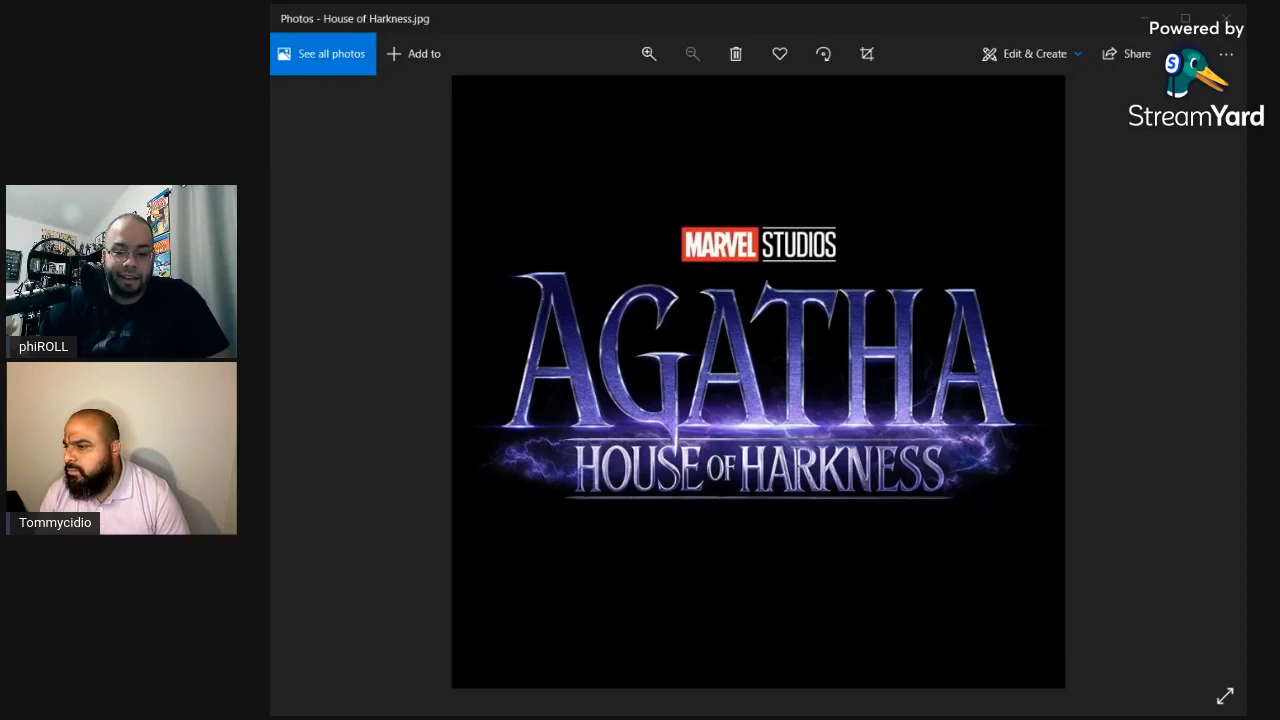 Photos - House of Harkness.jpg
See all photos
Add to
Edit & Create
Share
Powered by
StreamYard
MARVEL STUDIOS
AGATHA
HOUSE OF HARKNESS
phiROLL
Tommycidio